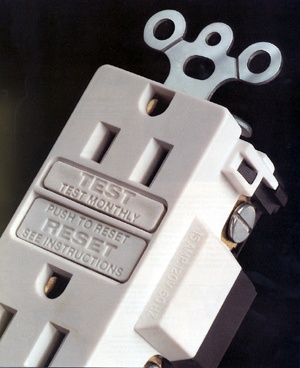 TEST
TEST MONTHLY
PUSH TO RESET
RESET
SEE INSTRUCTIONS